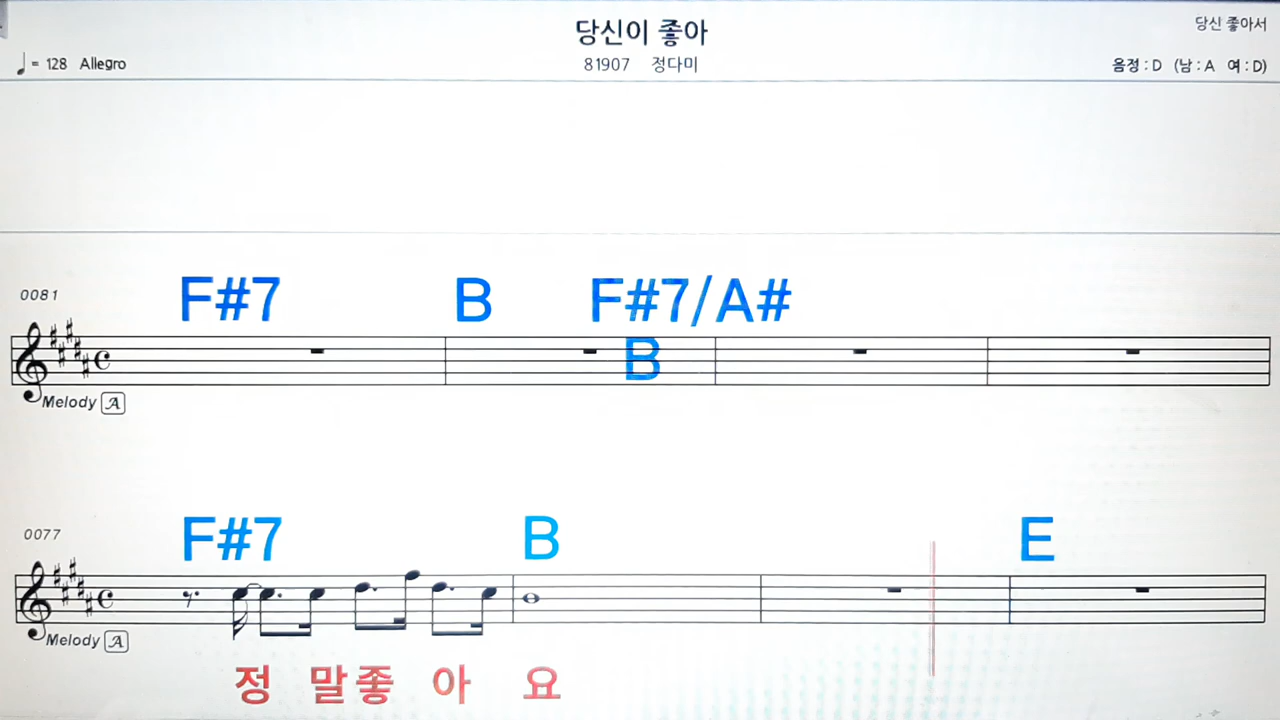 당신이 좋아
당신 좋아서
♩= 128 Allegro
81907 정다미
음정 : D (남 : A 여 : D)
0081
F#7 B F#7/A#
B
Melody A
0077
F#7 B E
Melody A
정 말좋 아 요